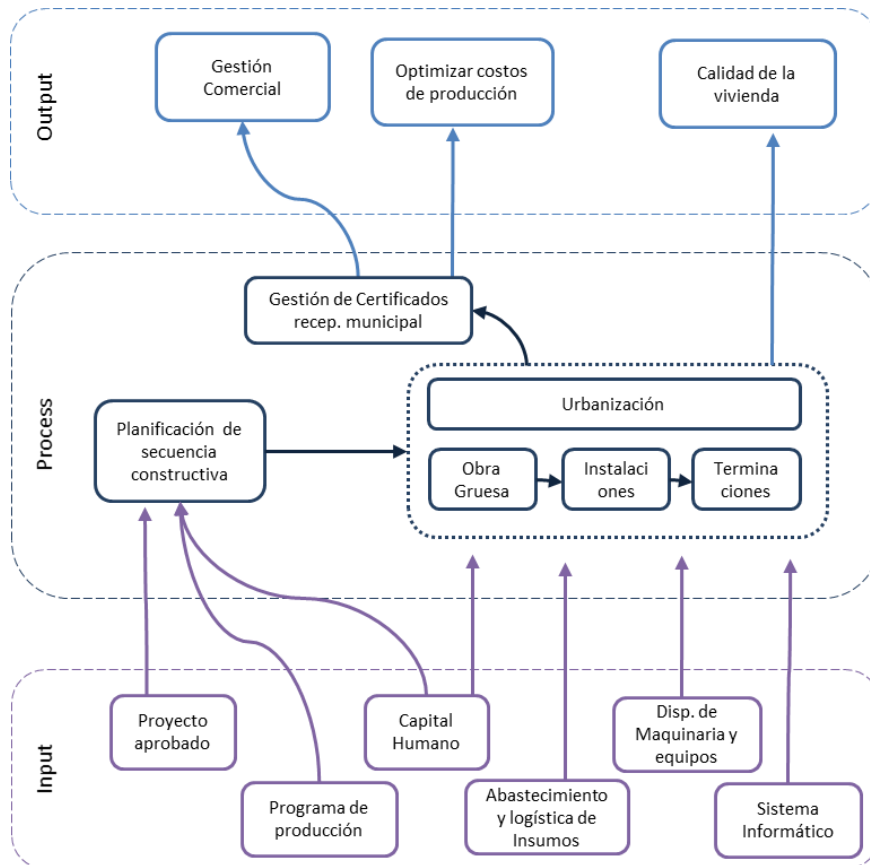 Output
Gestión
Comercial
Optimizar costos
de producción
Calidad de la
vivienda
Process
Gestión de Certificados
recep. municipal
Urbanización
Planificación de
secuencia
constructiva
Obra
Gruesa
Instalaci
ones
Termina
ciones
Input
Proyecto
aprobado
Capital
Humano
Disp. de
Maquinaria y
equipos
Programa de
producción
Abastecimiento
y logística de
Insumos
Sistema
Informático